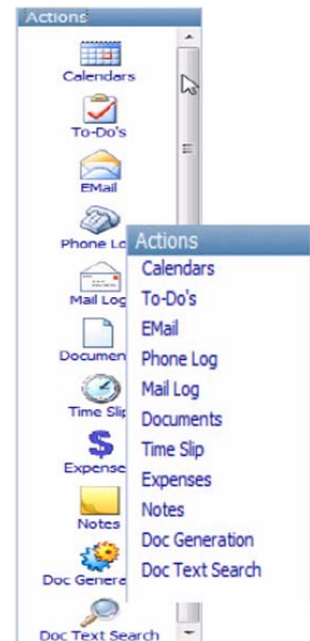 Actions
Calendars
To-Do's
EMail
Phone Lo
Mail Log
Documen
Time Slip
Expense
Notes
Doc Genera
Doc Text Search
Actions
Calendars
To-Do's
EMail
Phone Log
Mail Log
Documents
Time Slip
Expenses
Notes
Doc Generation
Doc Text Search